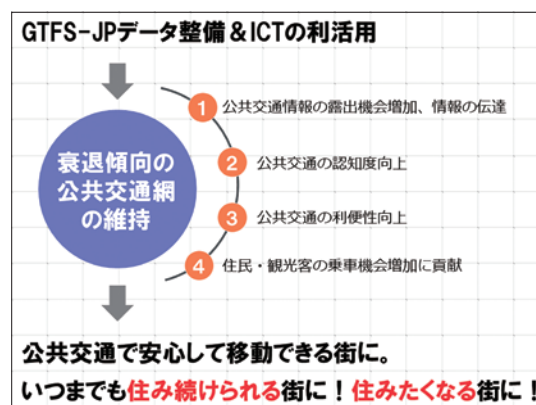 GTFS-JPデータ整備&ICTの利活用
1 公共交通情報の露出機会増加、情報の伝達
衰退傾向の
公共交通網
の維持
2 公共交通の認知度向上
3 公共交通の利便性向上
4 住民・観光客の乗車機会増加に貢献
公共交通で安心して移動できる街に。
いつまでも住み続けられる街に!住みたくなる街に!